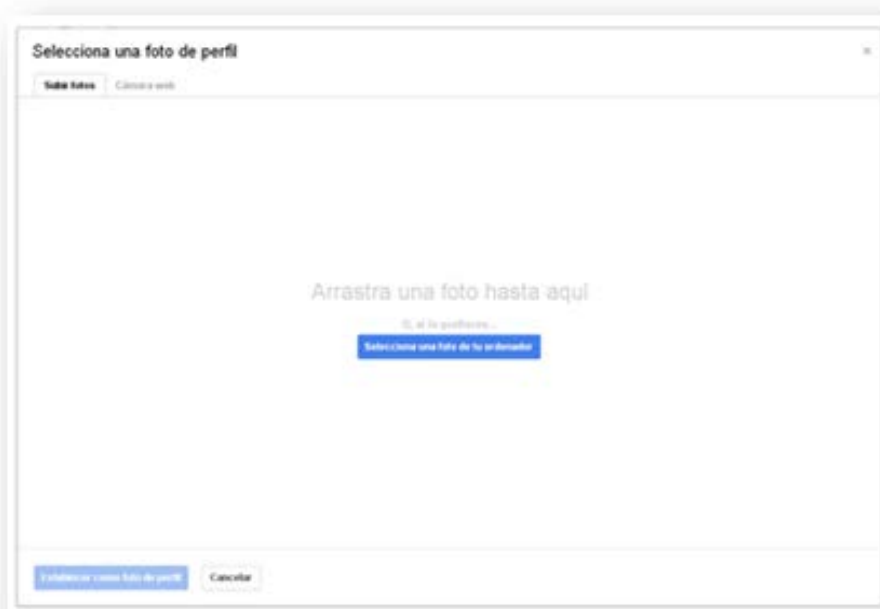 Selecciona una foto de perfil
Subir fotos Cámara web
Arrastra una foto hasta aquí
O, si lo prefieres...
Selecciona una foto de tu ordenador
Establecer como foto de perfil Cancelar